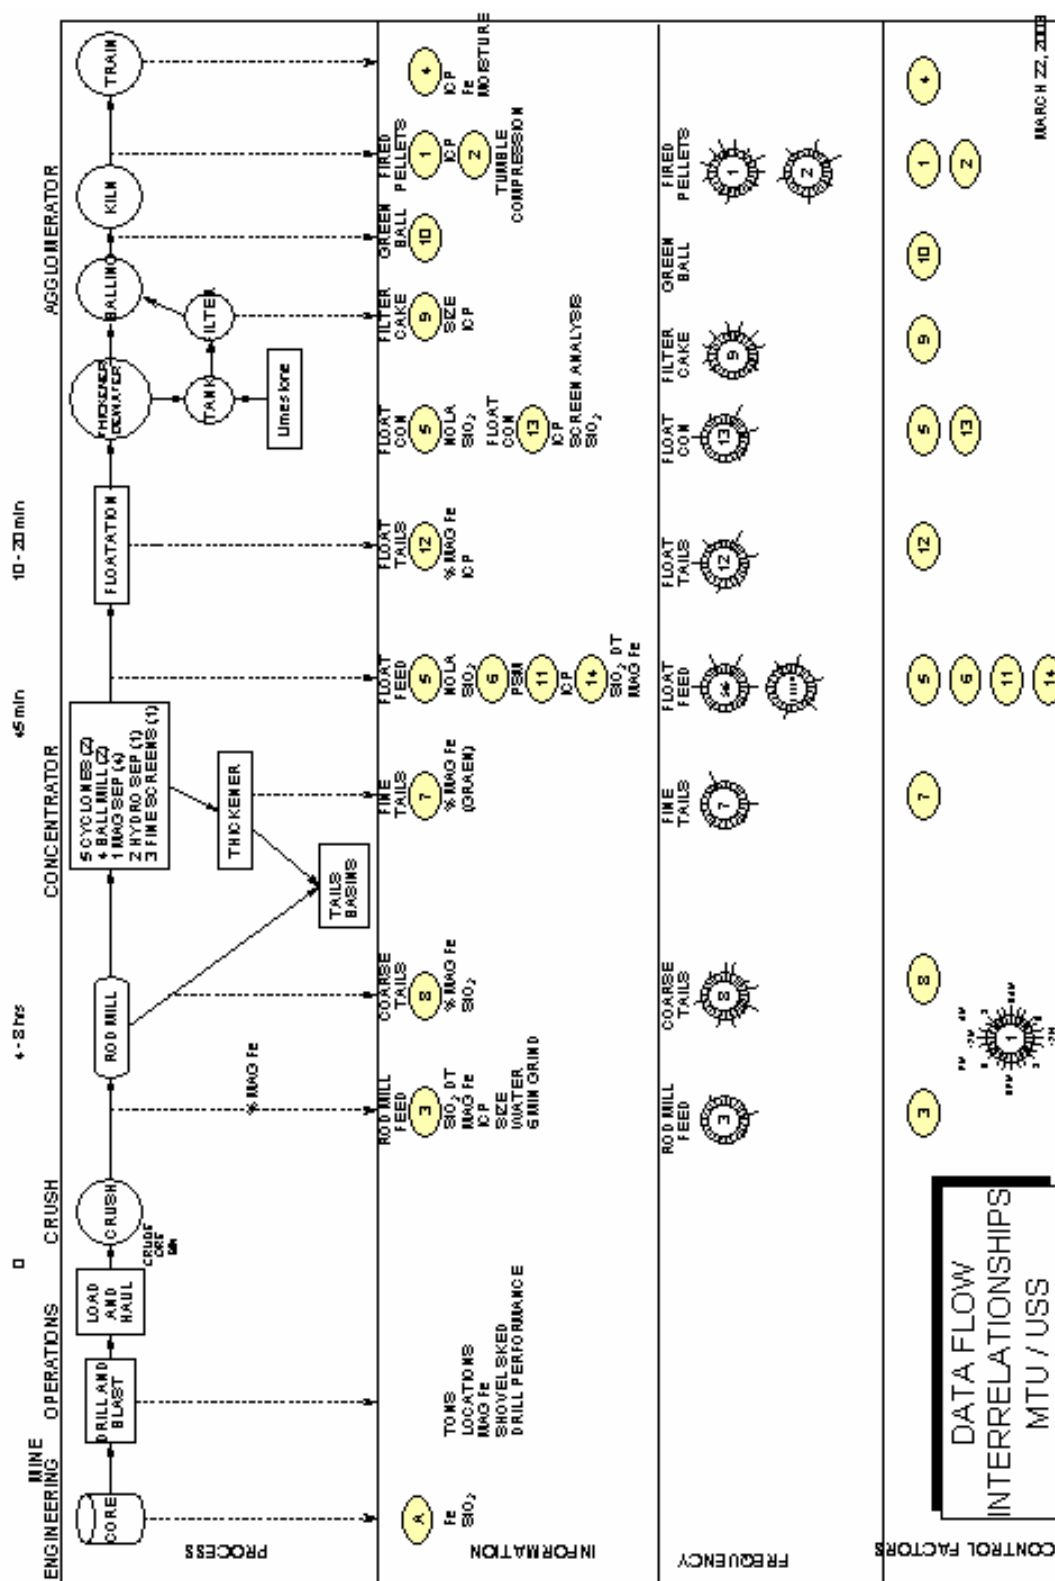 MINE
ENGINEERING
OPERATIONS
CRUSH
CONCENTRATOR
AGGLOMERATOR
0
4 - 8 hrs
45 min
10 - 20 min
PROCESS
CORE
DRILL AND
BLAST
LOAD
AND
HAUL
CRUSH
CRUDE
ORE
BIN
ROD MILL
% MAG Fe
5 CYCLONES (2)
4 BALL MILL (2)
1 MAG SEP (4)
2 HYDRO SEP (1)
3 FINE SCREENS (1)
THICKENER
TAILS
BASINS
FLOATATION
THICKENER
DEWATER
TANK
Limestone
FILTER
BALLING
KILN
TRAIN
INFORMATION
A
Fe
SIO2
TONS
LOCATIONS
MAG Fe
SHOVEL SKED
DRILL PERFORMANCE
ROD MILL
FEED
3
SIO2 DT
MAG Fe
ICP
SIZE
WATER
6 MIN GRIND
COARSE
TAILS
8
% MAG Fe
SIO2
FINE
TAILS
7
% MAG Fe
(GRAEN)
FLOAT
FEED
5
NOLA
SIO2
6
PSM
11
ICP
14
SIO2 DT
MAG Fe
FLOAT
TAILS
12
% MAG Fe
ICP
FLOAT
CON
5
NOLA
SIO2
FLOAT
CON
13
ICP
SCREEN ANALYSIS
SIO2
FILTER
CAKE
9
SIZE
ICP
GREEN
BALL
10
FIRED
PELLETS
1
ICP
2
TUMBLE
COMPRESSION
4
ICP
Fe
MOISTURE
FREQUENCY
ROD MILL
FEED
3
COARSE
TAILS
8
FINE
TAILS
7
FLOAT
FEED
FLOAT
TAILS
12
FLOAT
CON
13
FILTER
CAKE
9
GREEN
BALL
FIRED
PELLETS
1
2
CONTROL FACTORS
3
8
1
7
5
6
11
14
12
5
13
9
10
1
2
4
DATA FLOW
INTERRELATIONSHIPS
MTU / USS
MARCH 22,